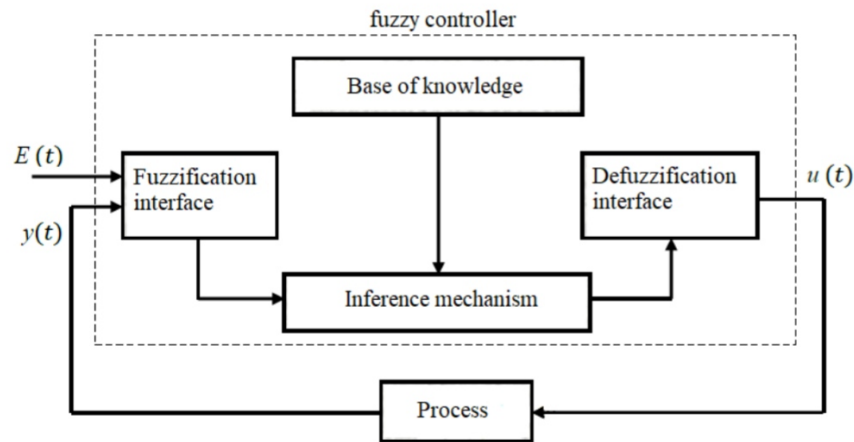 fuzzy controller
Base of knowledge
E (t)
Fuzzification
interface
Defuzzification
interface
u (t)
y(t)
Inference mechanism
Process